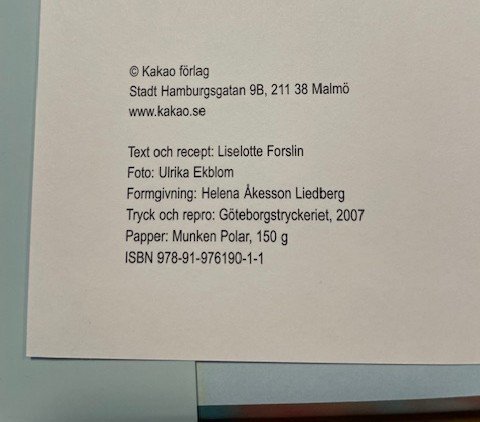 © Kakao förlag
Stadt Hamburgsgatan 9B, 211 38 Malmö
www.kakao.se
Text och recept: Liselotte Forslin
Foto: Ulrika Ekblom
Formgivning: Helena Åkesson Liedberg
Tryck och repro: Göteborgstryckeriet, 2007
Papper: Munken Polar, 150 g
ISBN 978-91-976190-1-1